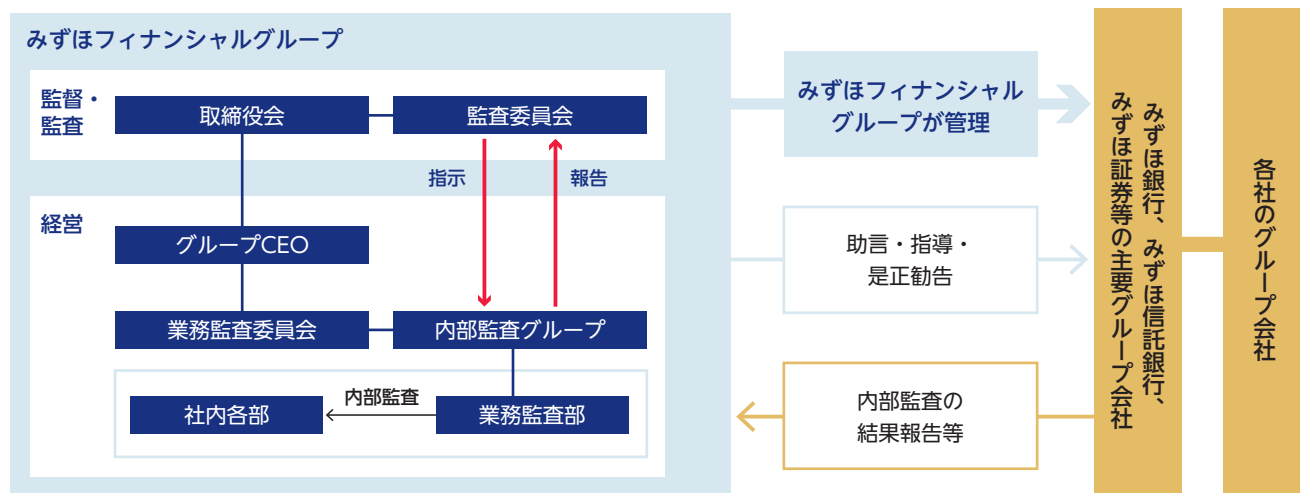 みずほフィナンシャルグループ
監督・
監査
取締役会
監査委員会
指示
報告
経営
グループCEO
業務監査委員会
内部監査グループ
社内各部
内部監査
業務監査部
みずほフィナンシャル
グループが管理
助言・指導・
是正勧告
内部監査の
結果報告等
みずほ銀行、みずほ信託銀行、
みずほ証券等の主要グループ会社
各社のグループ会社